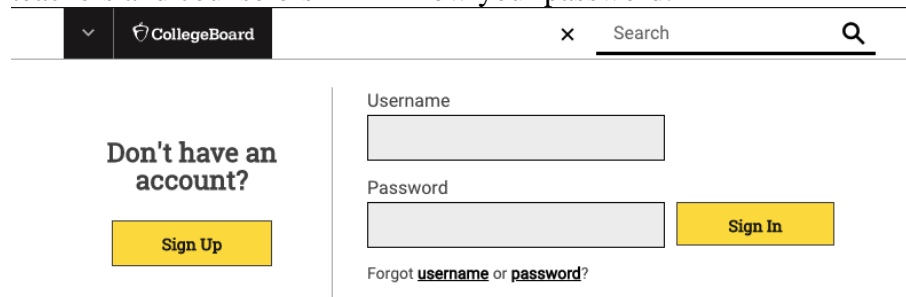 CollegeBoard
Search
Don't have an
account?
Sign Up
Username
Password
Sign In
Forgot username or password?